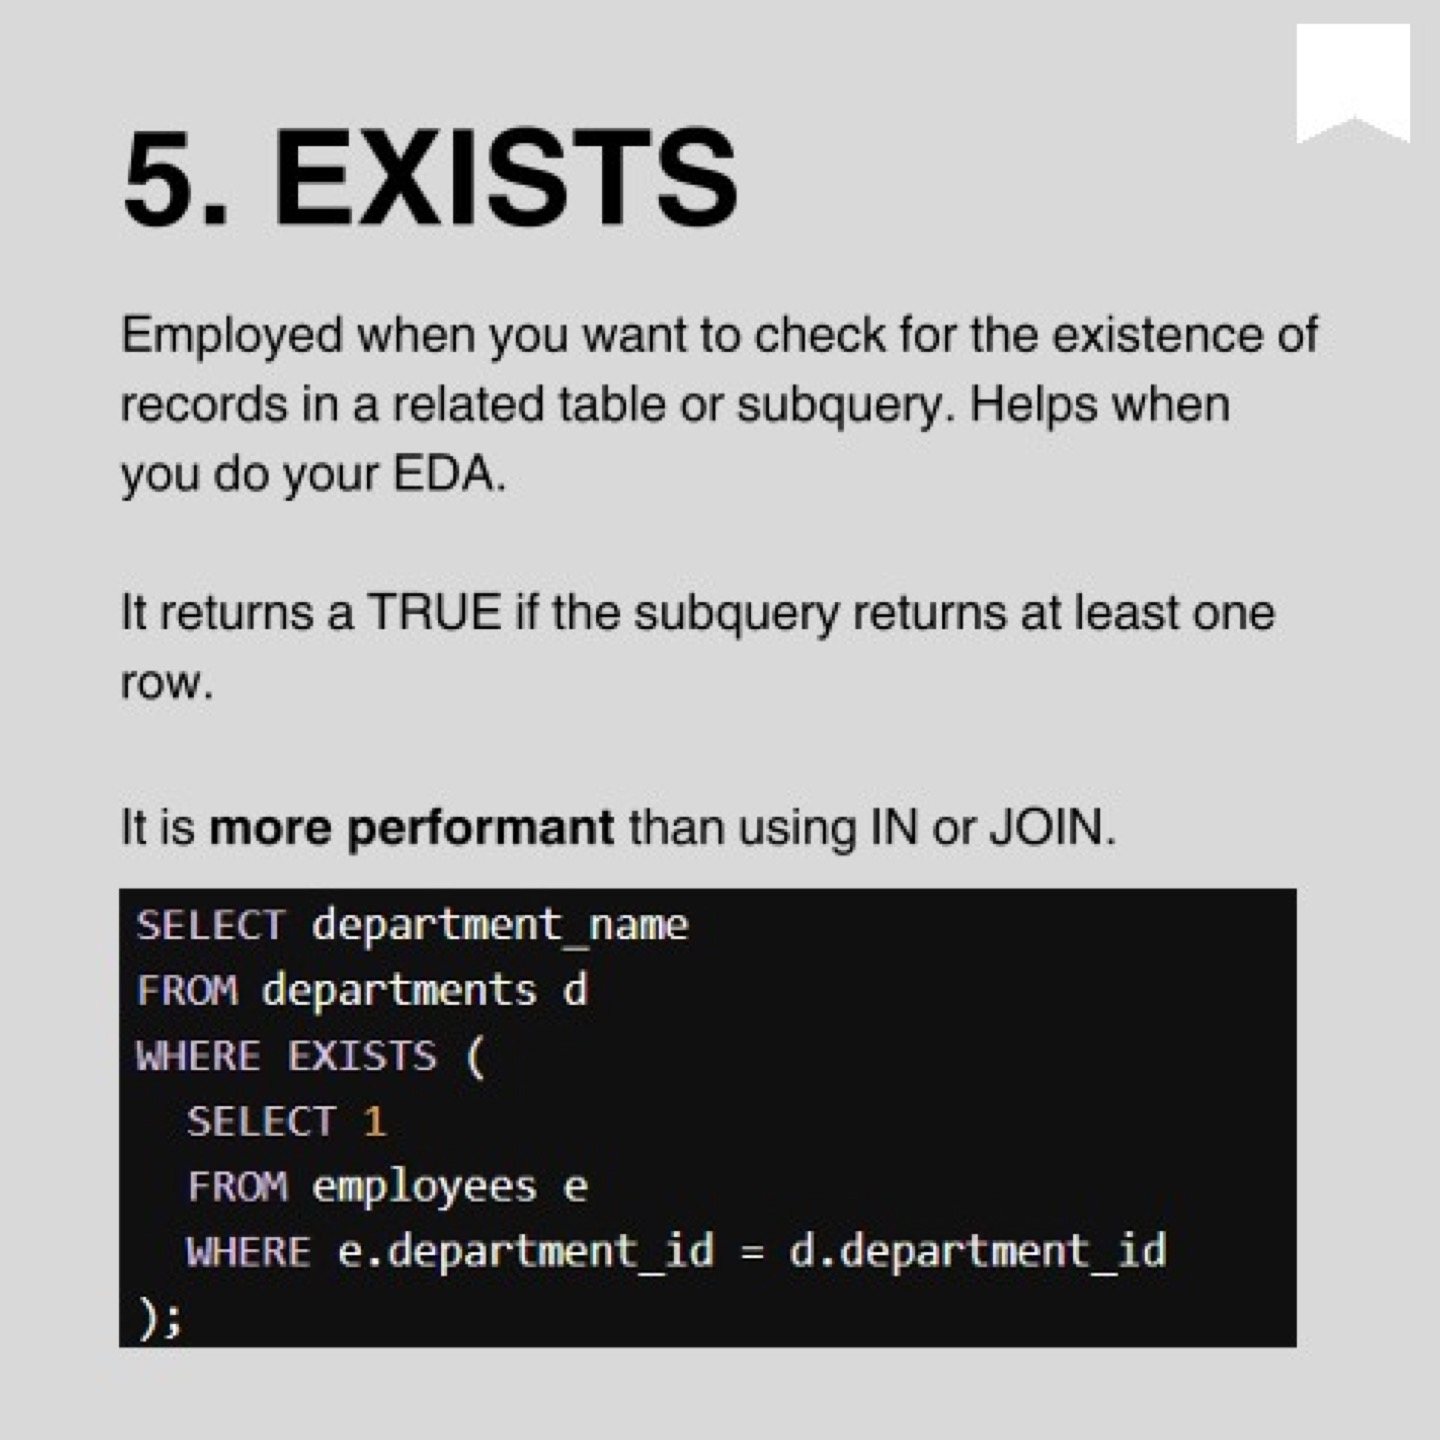 5. EXISTS
Employed when you want to check for the existence of
records in a related table or subquery. Helps when
you do your EDA.
It returns a TRUE if the subquery returns at least one
row.
It is more performant than using IN or JOIN.
SELECT department_name
FROM departments d
WHERE EXISTS (
  SELECT 1
  FROM employees e
  WHERE e.department_id = d.department_id
);